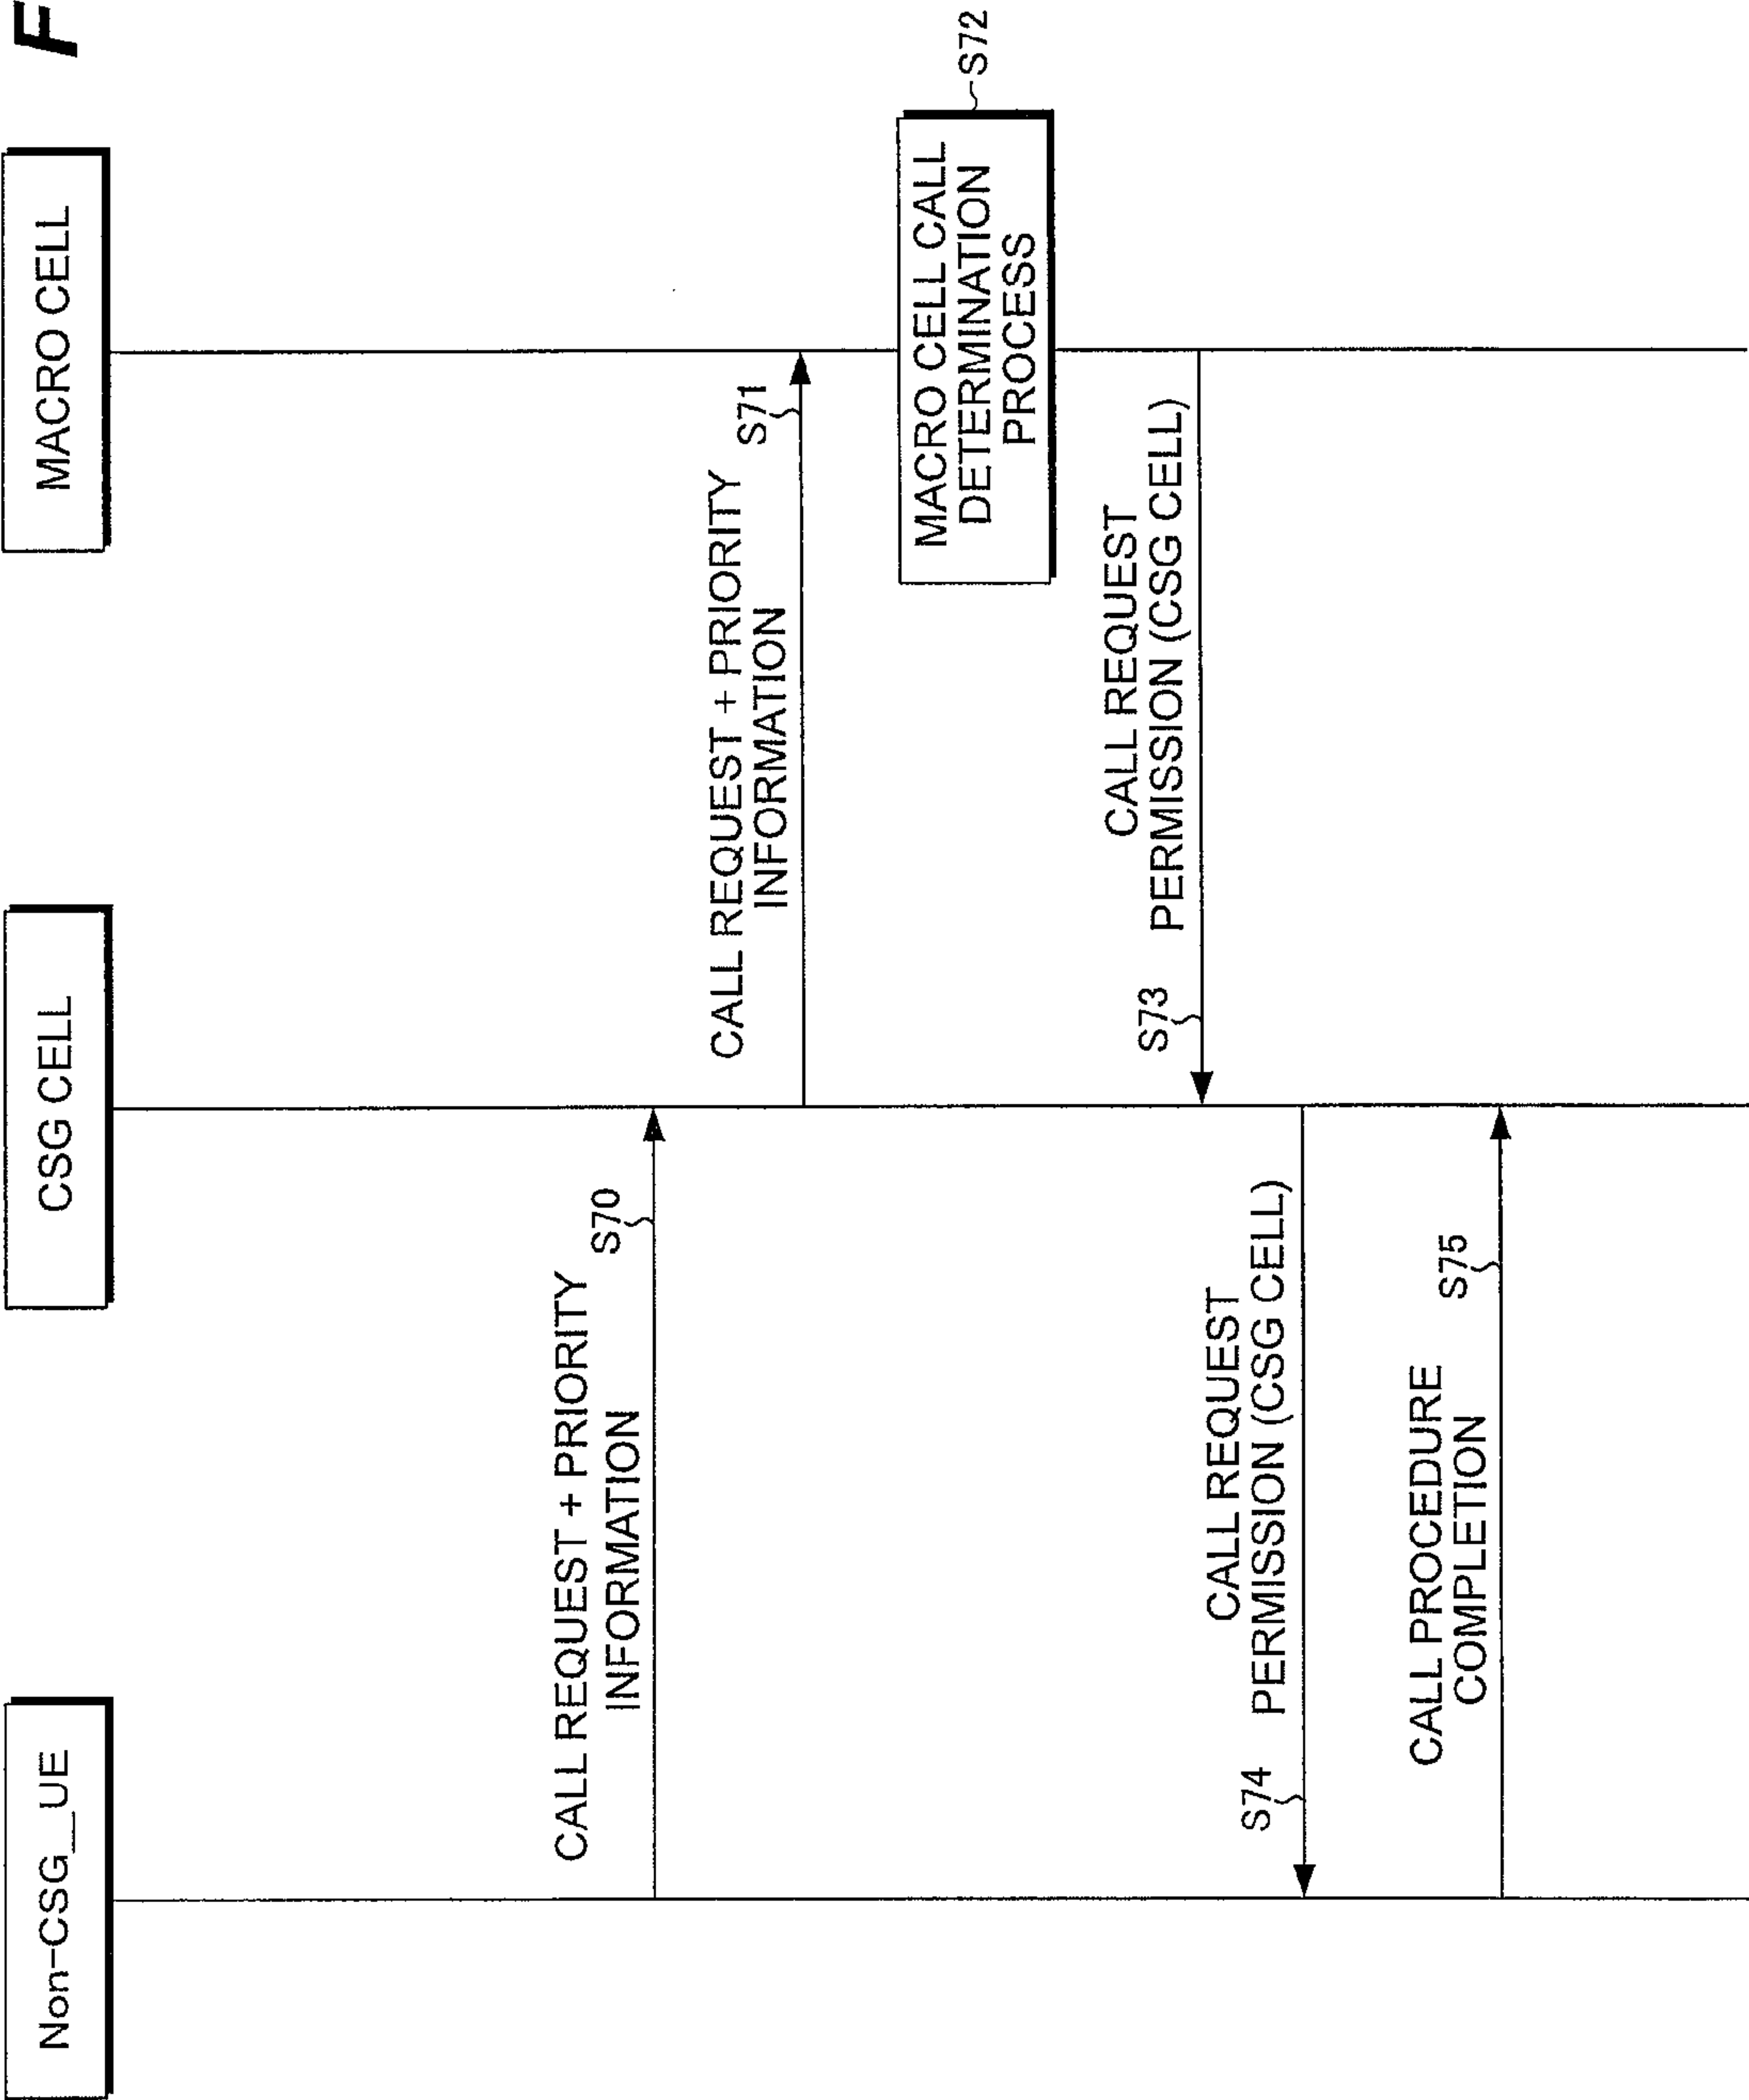 F
Non-CSG_UE
CSG CELL
MACRO CELL
CALL REQUEST + PRIORITY
INFORMATION
S70
CALL REQUEST + PRIORITY
INFORMATION
S71
MACRO CELL CALL
DETERMINATION
PROCESS
S72
CALL REQUEST
PERMISSION (CSG CELL)
S73
CALL REQUEST
PERMISSION (CSG CELL)
S74
CALL PROCEDURE
COMPLETION
S75